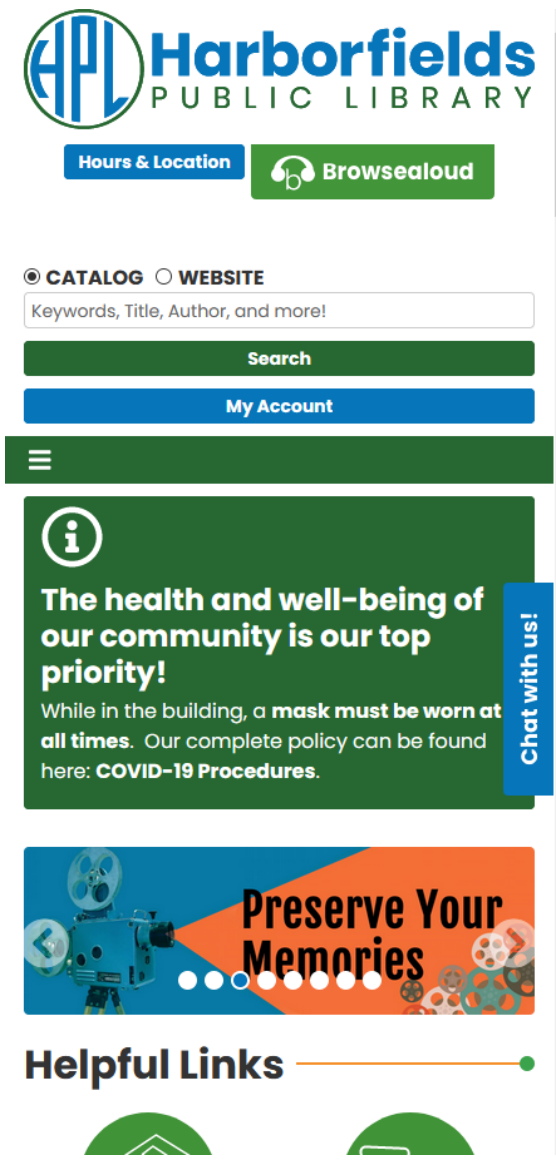 HPL Harborfields
PUBLIC LIBRARY
Hours & Location
b Browsealoud
CATALOG WEBSITE
Keywords, Title, Author, and more!
Search
My Account
The health and well-being of
our community is our top
priority!
While in the building, a mask must be worn at
all times. Our complete policy can be found
here: COVID-19 Procedures.
Chat with us!
Preserve Your
Memories
Helpful Links